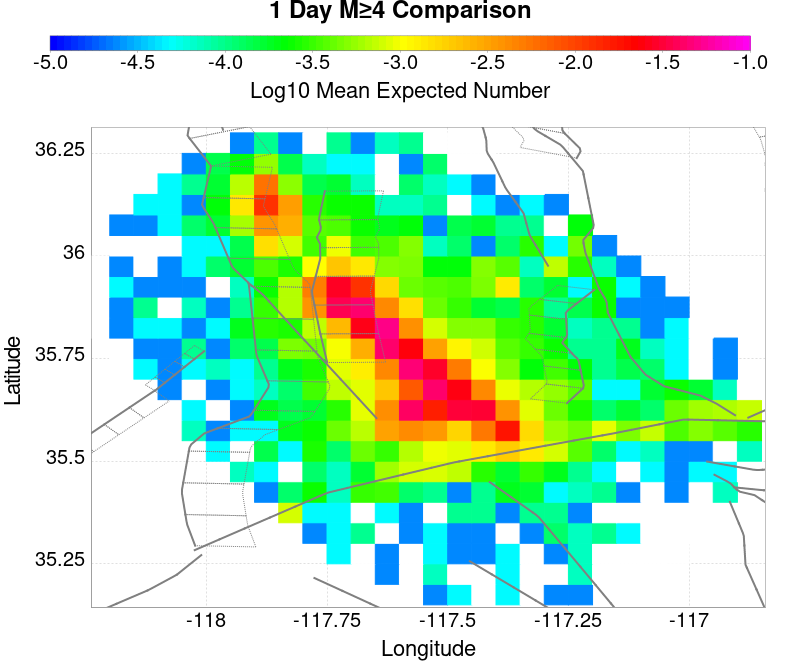 1 Day M≥4 Comparison
-5.0 -4.5 -4.0 -3.5 -3.0 -2.5 -2.0 -1.5 -1.0
Log10 Mean Expected Number
36.25
36
35.75
35.5
35.25
Latitude
-118 -117.75 -117.5 -117.25 -117
Longitude